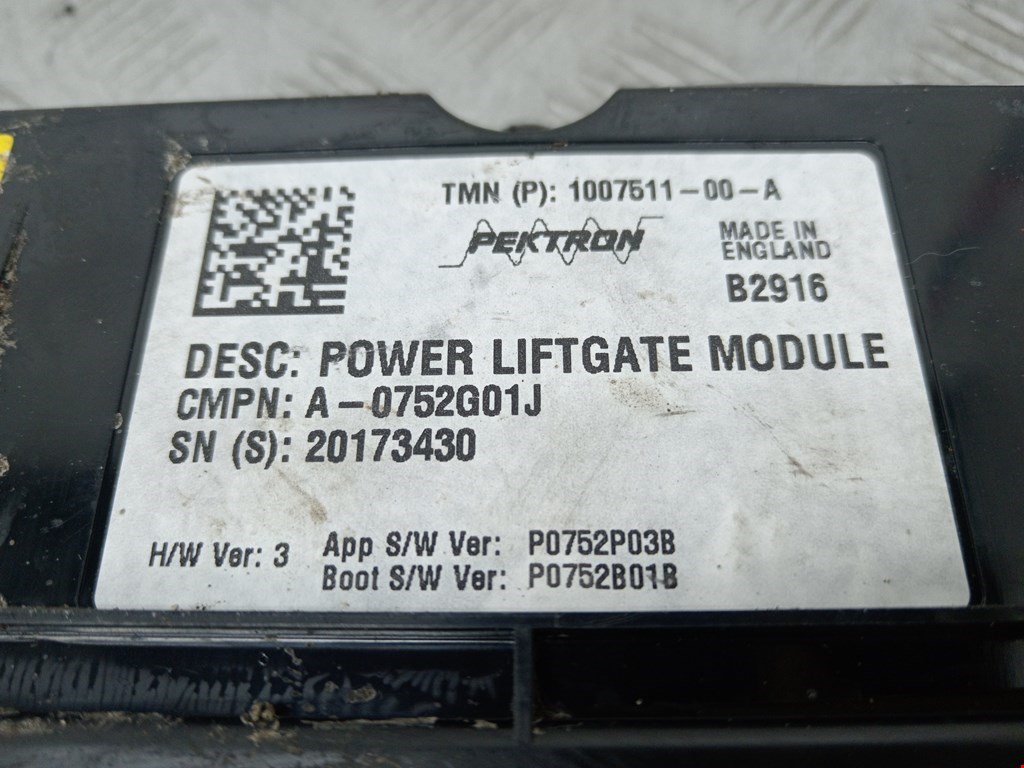 TMN (P): 1007511-00-A
PEKTRON
MADE IN
ENGLAND
B2916
DESC: POWER LIFTGATE MODULE
CMPN: A-0752G01J
SN (S): 20173430
H/W Ver: 3
App S/W Ver: P0752P03B
Boot S/W Ver: P0752B01B